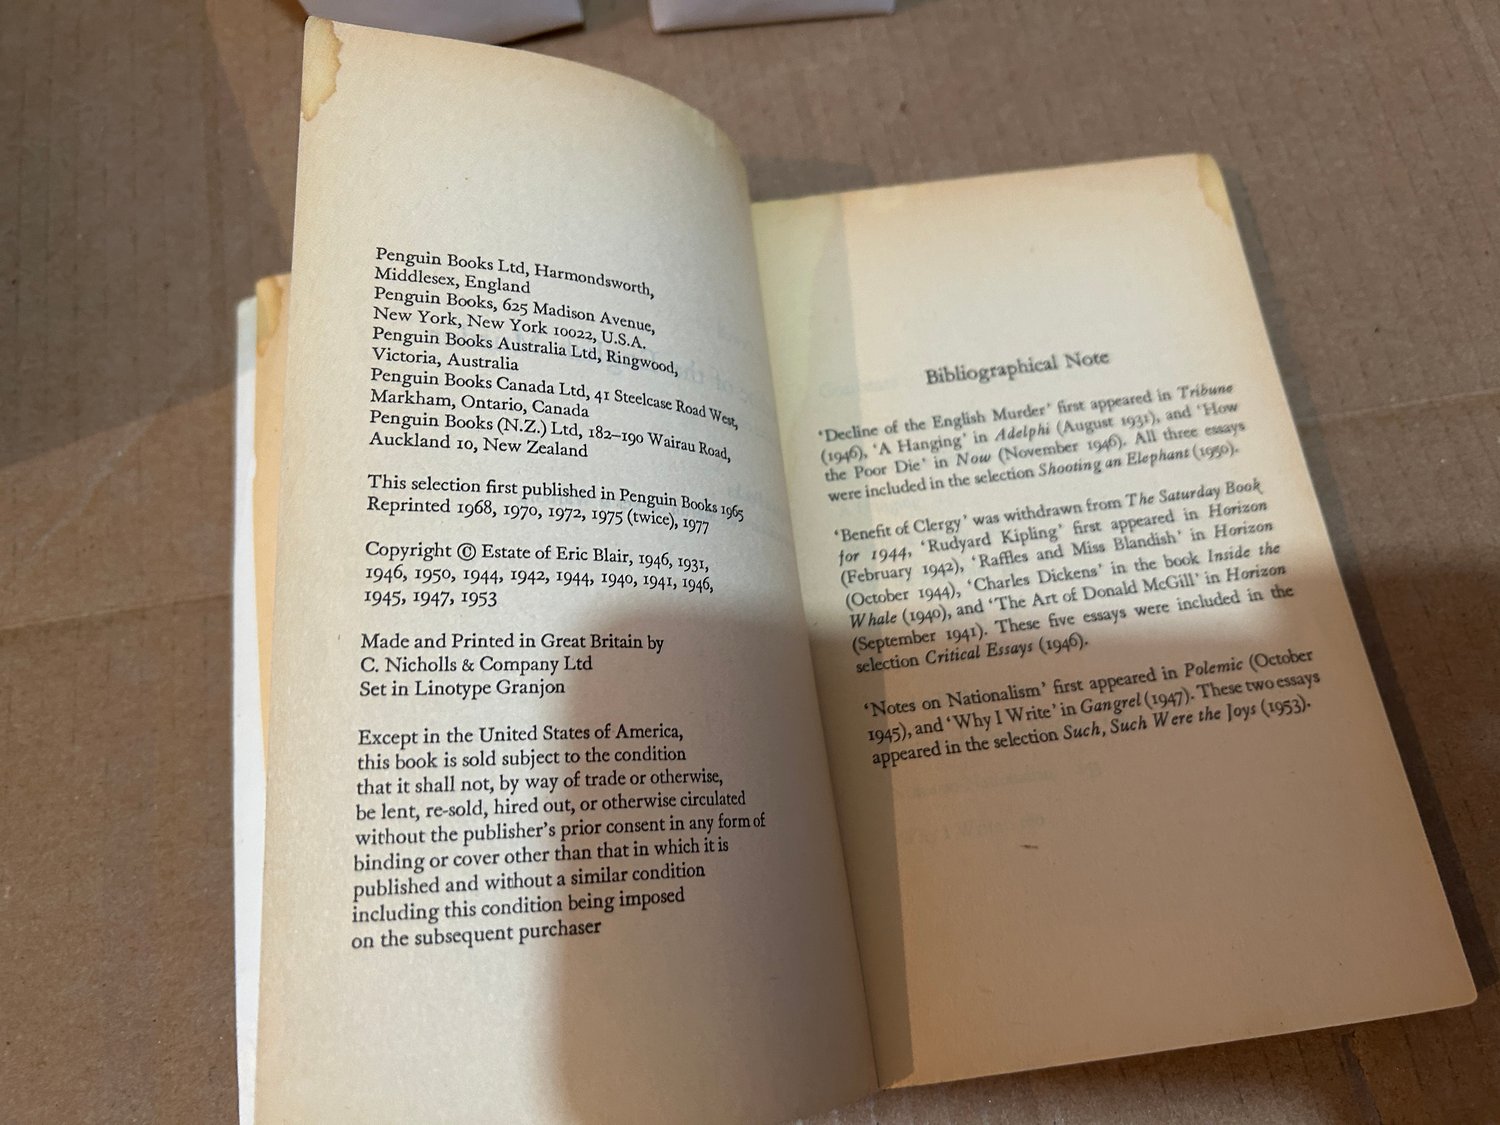 Penguin Books Ltd, Harmondsworth,
Middlesex, England
Penguin Books, 625 Madison Avenue,
New York, New York 10022, U.S.A.
Penguin Books Australia Ltd, Ringwood,
Victoria, Australia
Penguin Books Canada Ltd, 41 Steelcase Road West,
Markham, Ontario, Canada
Penguin Books (N.Z.) Ltd, 182–190 Wairau Road,
Auckland 10, New Zealand
This selection first published in Penguin Books 1965
Reprinted 1968, 1970, 1972, 1975 (twice), 1977
Copyright © Estate of Eric Blair, 1946, 1931,
1946, 1950, 1944, 1942, 1944, 1940, 1941, 1946,
1945, 1947, 1953
Made and Printed in Great Britain by
C. Nicholls & Company Ltd
Set in Linotype Granjon
Except in the United States of America,
this book is sold subject to the condition
that it shall not, by way of trade or otherwise,
be lent, re-sold, hired out, or otherwise circulated
without the publisher's prior consent in any form of
binding or cover other than that in which it is
published and without a similar condition
including this condition being imposed
on the subsequent purchaser
Bibliographical Note
'Decline of the English Murder' first appeared in Tribune
(1946), 'A Hanging' in Adelphi (August 1931), and 'How
the Poor Die' in Now (November 1946). All three essays
were included in the selection Shooting an Elephant (1950).
'Benefit of Clergy' was withdrawn from The Saturday Book
for 1944, 'Rudyard Kipling' first appeared in Horizon
(February 1942), 'Raffles and Miss Blandish' in Horizon
(October 1944), 'Charles Dickens' in the book Inside the
Whale (1940), and 'The Art of Donald McGill' in Horizon
(September 1941). These five essays were included in the
selection Critical Essays (1946).
'Notes on Nationalism' first appeared in Polemic (October
1945), and 'Why I Write' in Gangrel (1947). These two essays
appeared in the selection Such, Such Were the Joys (1953).